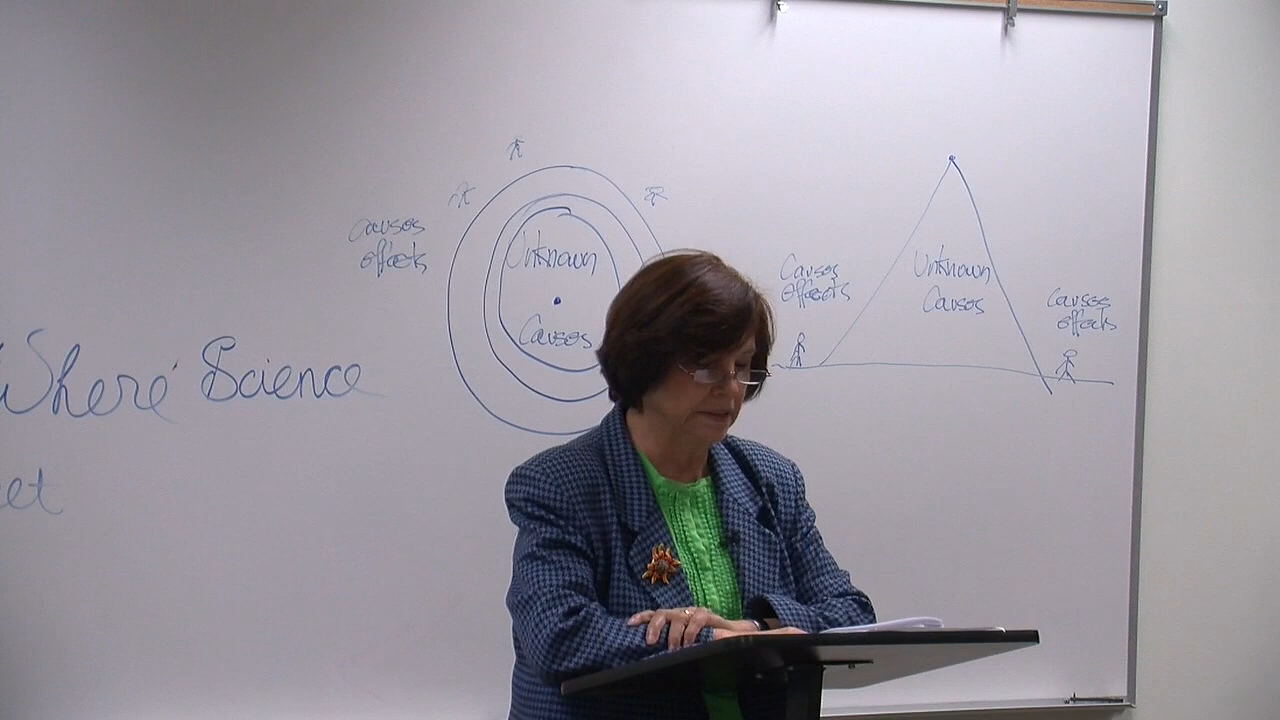 Where Science
et
Causes
effects
Unknown
Causes
Causes
effects
Unknown
Causes
Causes
effects